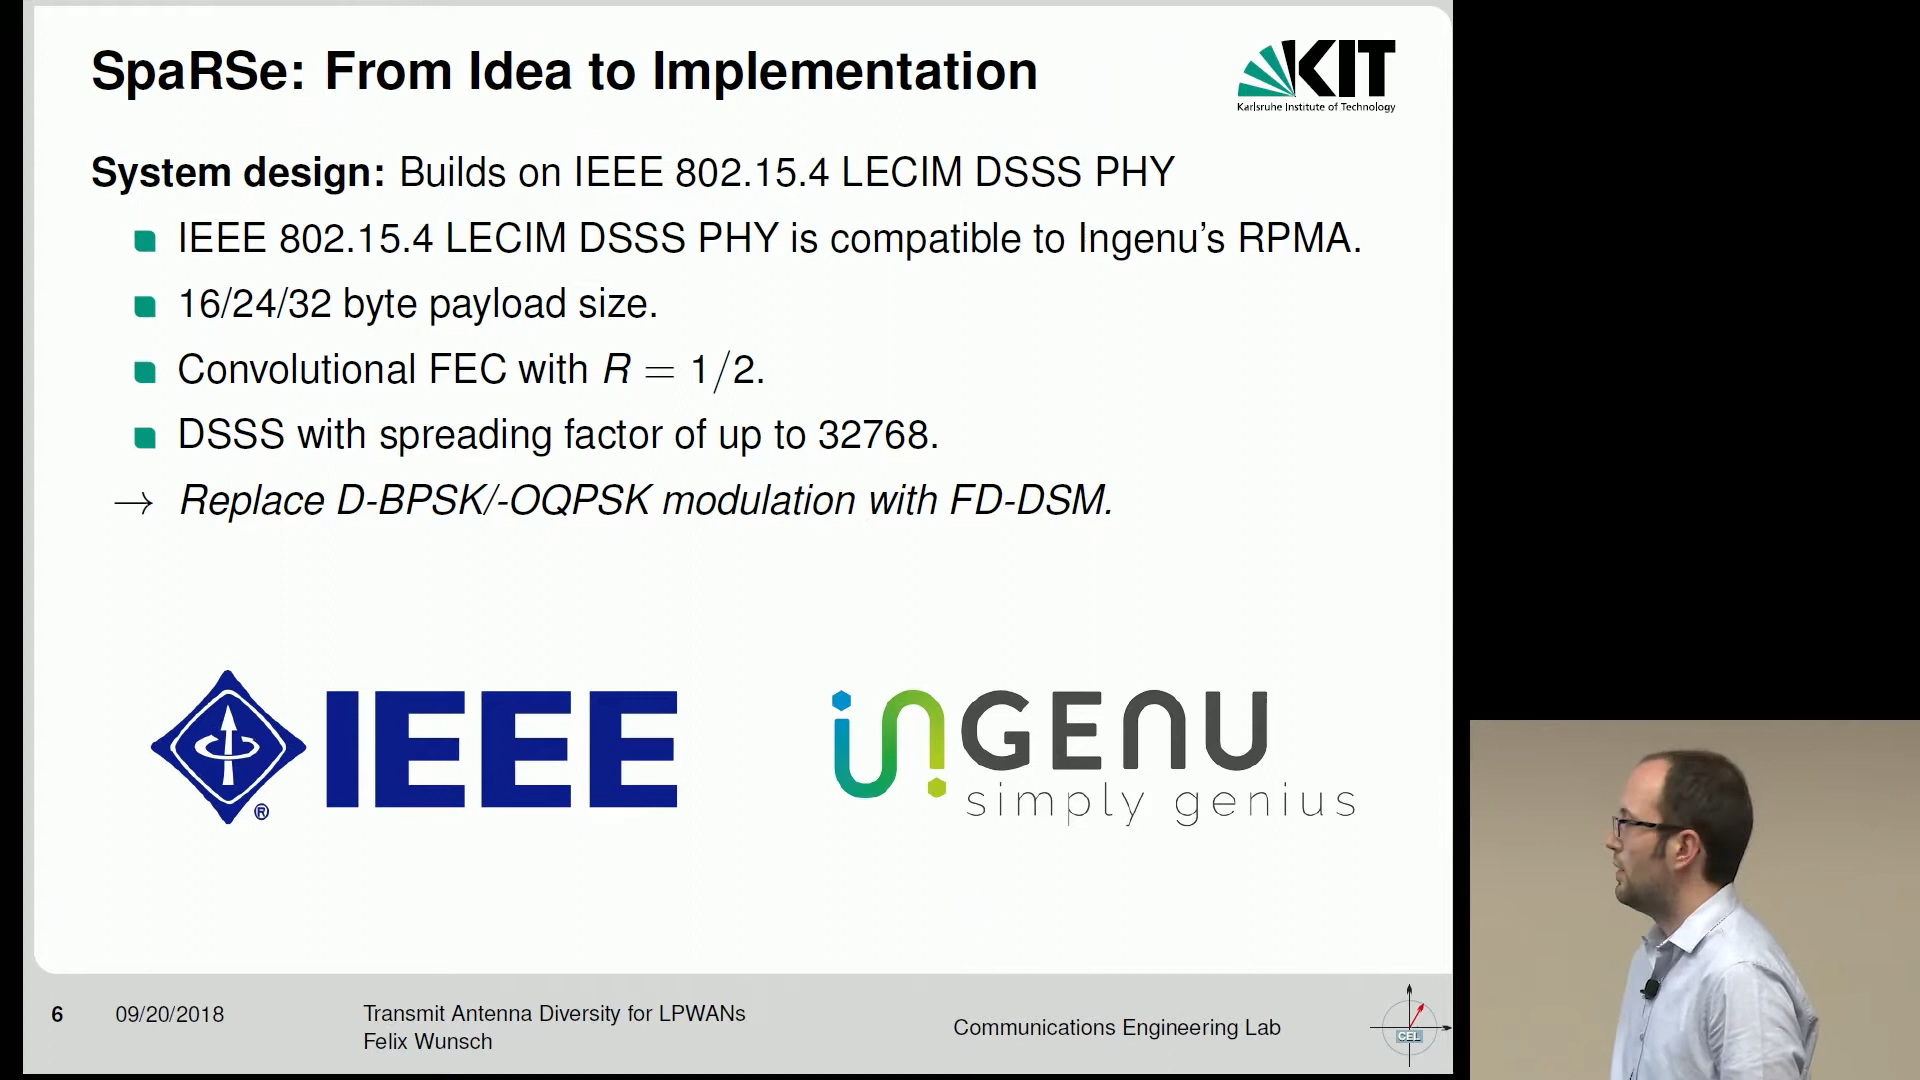 SpaRSe: From Idea to Implementation
KIT
Karlsruhe Institute of Technology
System design: Builds on IEEE 802.15.4 LECIM DSSS PHY
IEEE 802.15.4 LECIM DSSS PHY is compatible to Ingenu's RPMA.
16/24/32 byte payload size.
Convolutional FEC with R = 1/2.
DSSS with spreading factor of up to 32768.
→ Replace D-BPSK/-OQPSK modulation with FD-DSM.
IEEE
®
inGENU
simply genius
6 09/20/2018 Transmit Antenna Diversity for LPWANs
Felix Wunsch
Communications Engineering Lab
CEL